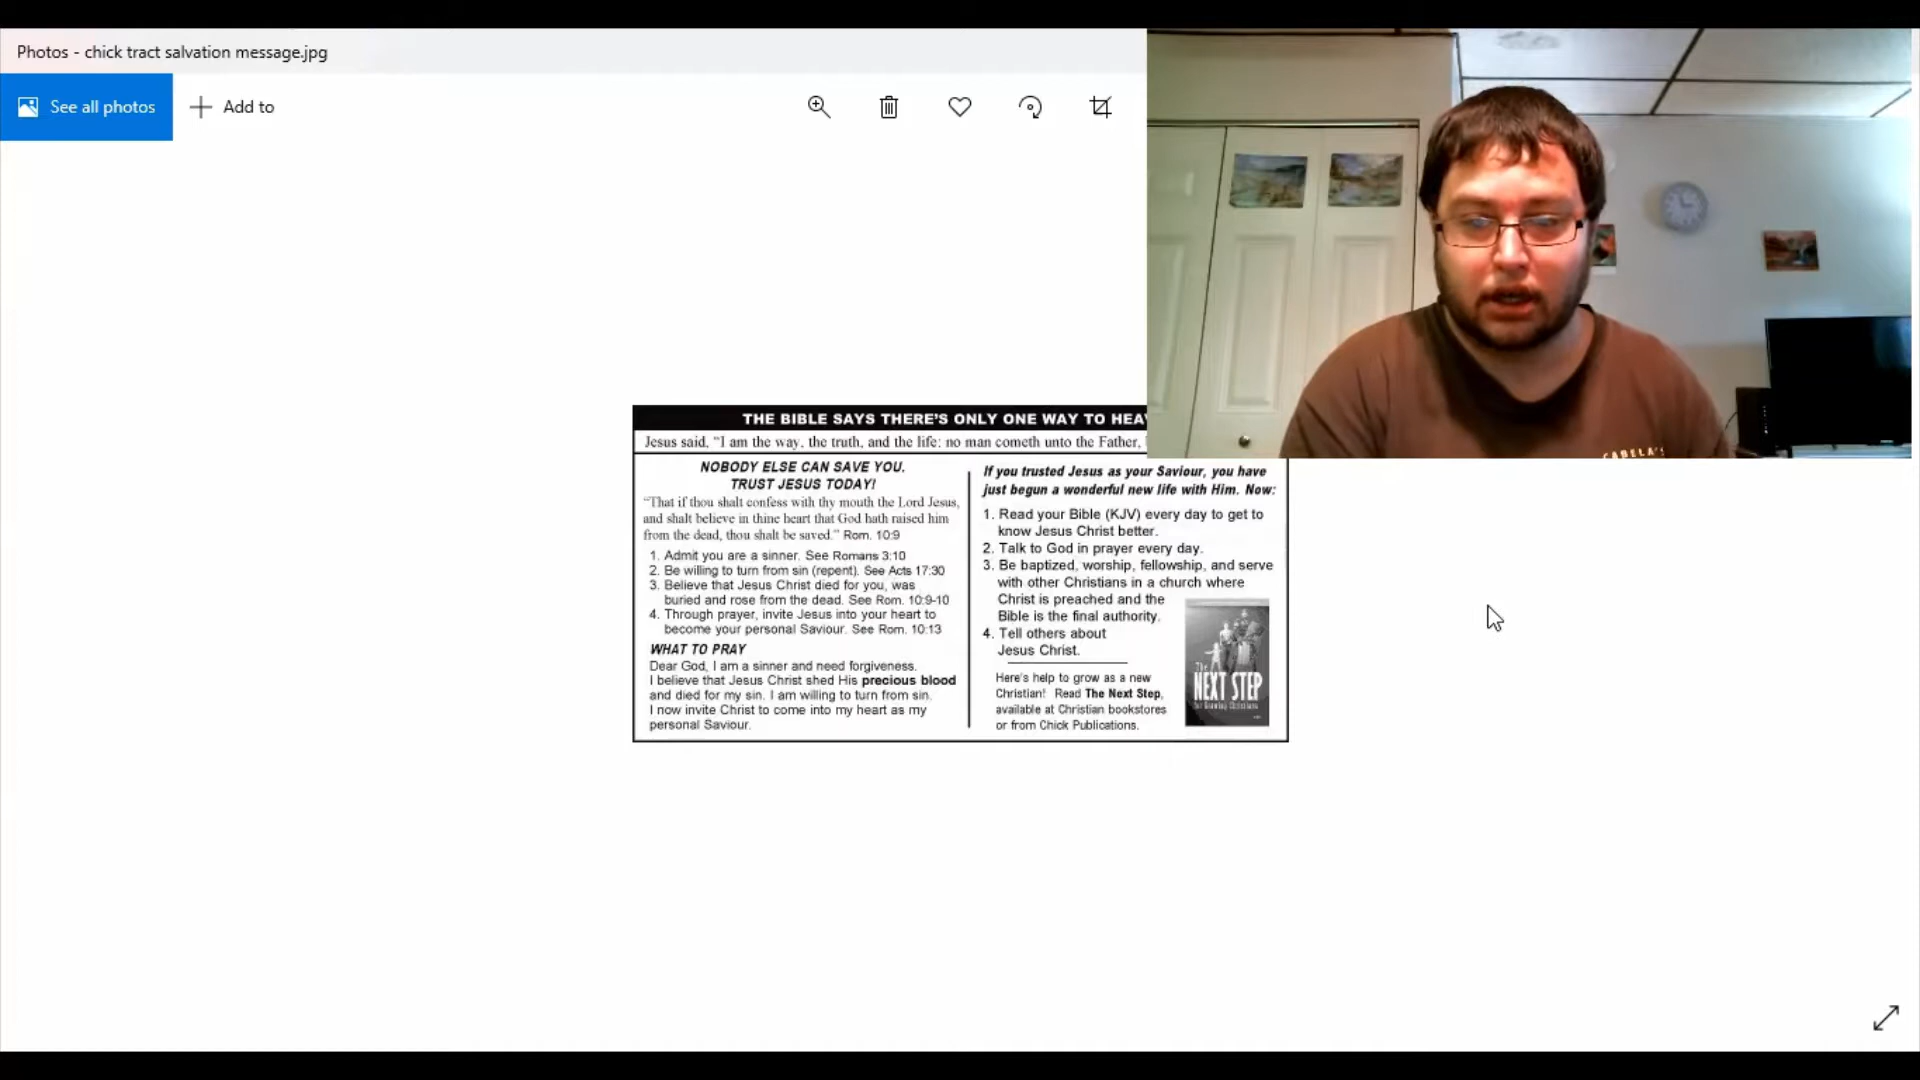 Photos - chick tract salvation message.jpg
See all photos
Add to
THE BIBLE SAYS THERE'S ONLY ONE WAY TO
Jesus said, "I am the way, the truth, and the life: no man cometh unto the Father,
NOBODY ELSE CAN SAVE YOU.
TRUST JESUS TODAY!
"That if thou shalt confess with thy mouth the Lord Jesus,
and shalt believe in thine heart that God hath raised him
from the dead, thou shalt be saved." Rom. 10:9
1. Admit you are a sinner. See Romans 3:10
2. Be willing to turn from sin (repent). See Acts 17:30
3. Believe that Jesus Christ died for you, was
buried and rose from the dead. See Rom. 10:9-10
4. Through prayer, invite Jesus into your heart to
become your personal Saviour. See Rom. 10:13
WHAT TO PRAY
Dear God, I am a sinner and need forgiveness.
I believe that Jesus Christ shed His precious blood
and died for my sin. I am willing to turn from sin.
I now invite Christ to come into my heart as my
personal Saviour.
If you trusted Jesus as your Saviour, you have
just begun a wonderful new life with Him. Now:
1. Read your Bible (KJV) every day to get to
know Jesus Christ better.
2. Talk to God in prayer every day.
3. Be baptized, worship, fellowship, and serve
with other Christians in a church where
Christ is preached and the
Bible is the final authority.
4. Tell others about
Jesus Christ.
Here's help to grow as a new
Christian! Read The Next Step,
available at Christian bookstores
or from Chick Publications.
The
NEXT STEP
for Growing Christians
CABELA'S